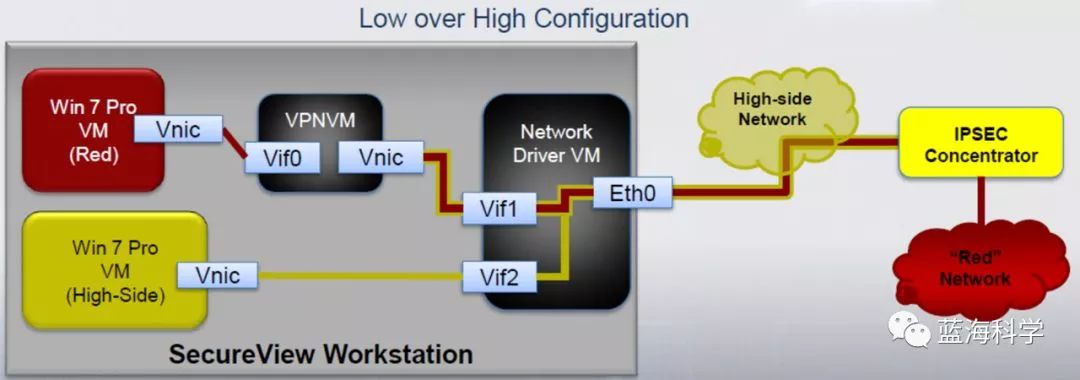 Low over High Configuration
Win 7 Pro
VM
(Red)
Vnic
VPNVM
Vif0
Vnic
Network
Driver VM
Vif1
Eth0
Vif2
Win 7 Pro
VM
(High-Side)
Vnic
SecureView Workstation
High-side
Network
IPSEC
Concentrator
"Red"
Network
蓝海科学